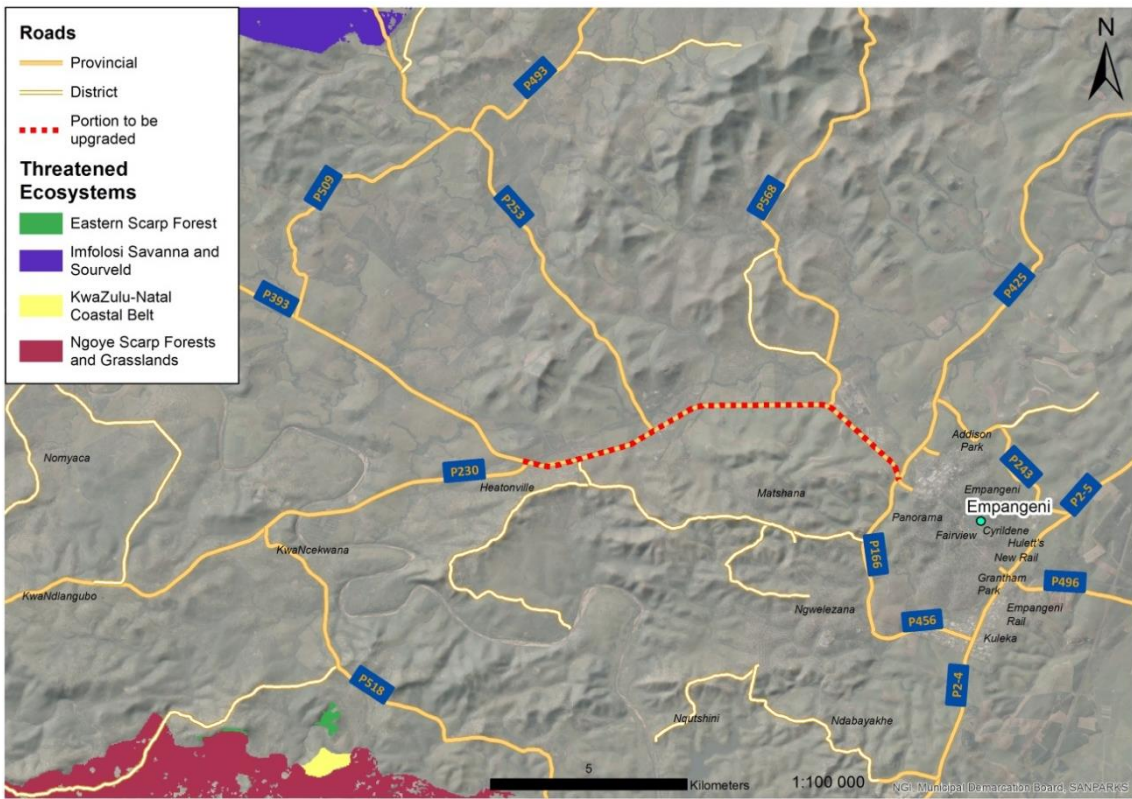 Roads
Provincial
District
Portion to be
upgraded
Threatened
Ecosystems
Eastern Scarp Forest
Imfolosi Savanna and
Sourveld
KwaZulu-Natal
Coastal Belt
Ngoye Scarp Forests
and Grasslands
N
P493
P509
P253
P568
P425
P393
Addison
Park
P243
Nomyaca
P230
Heatonville
Matshana
Empangeni
P2-5
Empangeni
Panorama
Cyrildene
Fairview
Hulett's
New Rail
KwaNcekwana
P166
Grantham
Park
P496
KwaNdlangubo
Ngwelezana
P456
Empangeni
Rail
Kuleka
P518
P2-4
Nqutshini
Ndabayakhe
5
Kilometers
1:100 000
NGI, Municipal Demarcation Board, SANPARKS